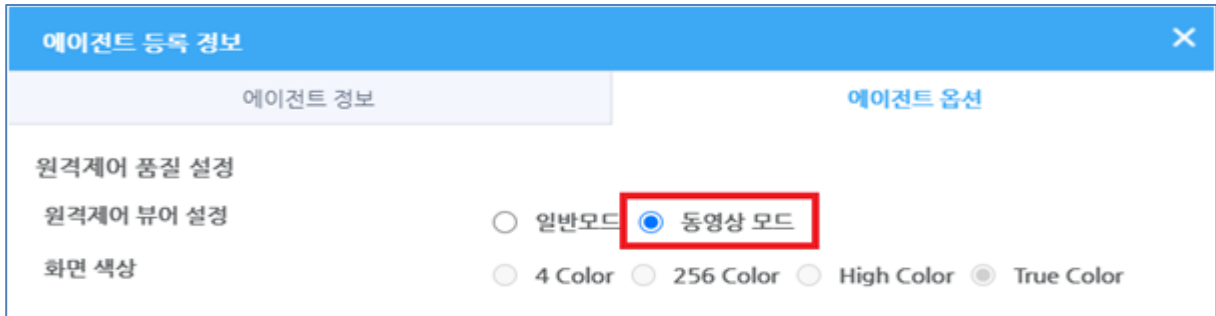 에이전트 등록 정보
에이전트 정보 에이전트 옵션
원격제어 품질 설정
원격제어 뷰어 설정 일반모드 동영상 모드
화면 색상 4 Color 256 Color High Color True Color